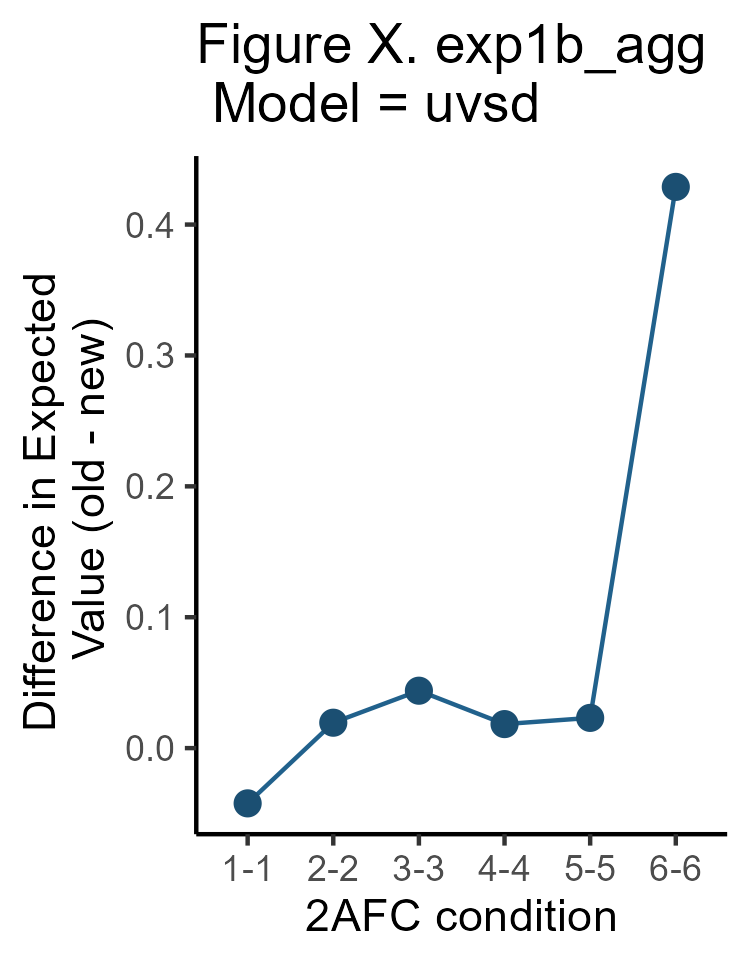 Figure X. exp1b_agg
Model = uvsd
Difference in Expected
Value (old - new)
0.4
0.3
0.2
0.1
0.0
1-1 2-2 3-3 4-4 5-5 6-6
2AFC condition